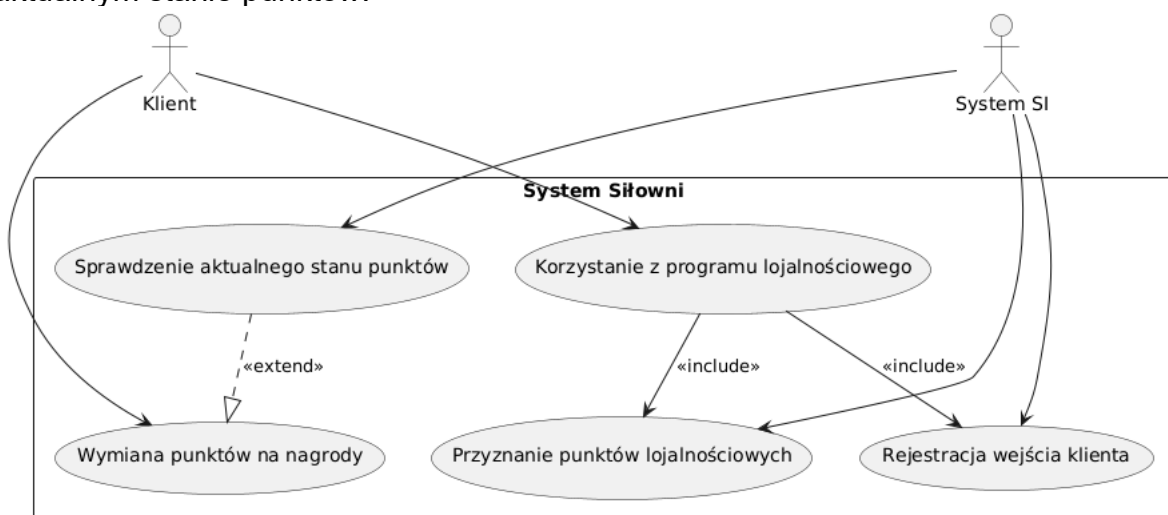 aktualnym stanie punktów.
Klient
System SI
System Siłowni
Sprawdzenie aktualnego stanu punktów
Korzystanie z programu lojalnościowego
«extend»
«include»
«include»
Wymiana punktów na nagrody
Przyznanie punktów lojalnościowych
Rejestracja wejścia klienta